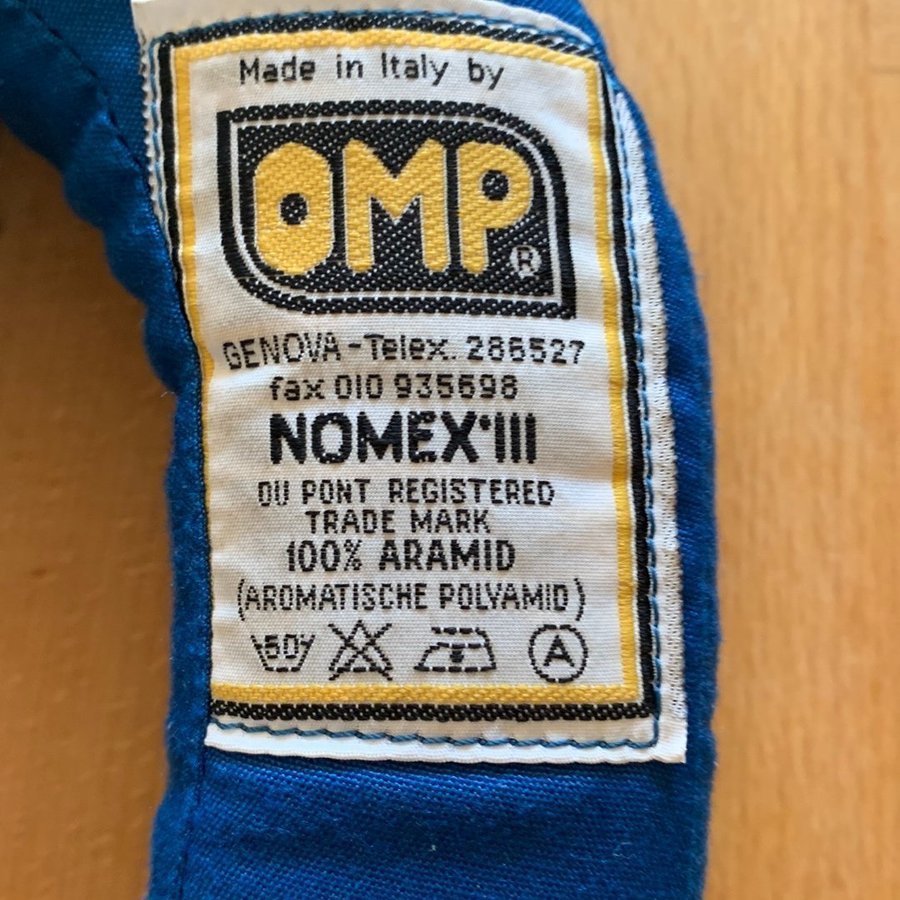 Made in Italy by
OMP®
GENOVA-Telex. 286527
fax 010 935698
NOMEX® III
DU PONT REGISTERED
TRADE MARK
100% ARAMID
(AROMATISCHE POLYAMID)
60
A